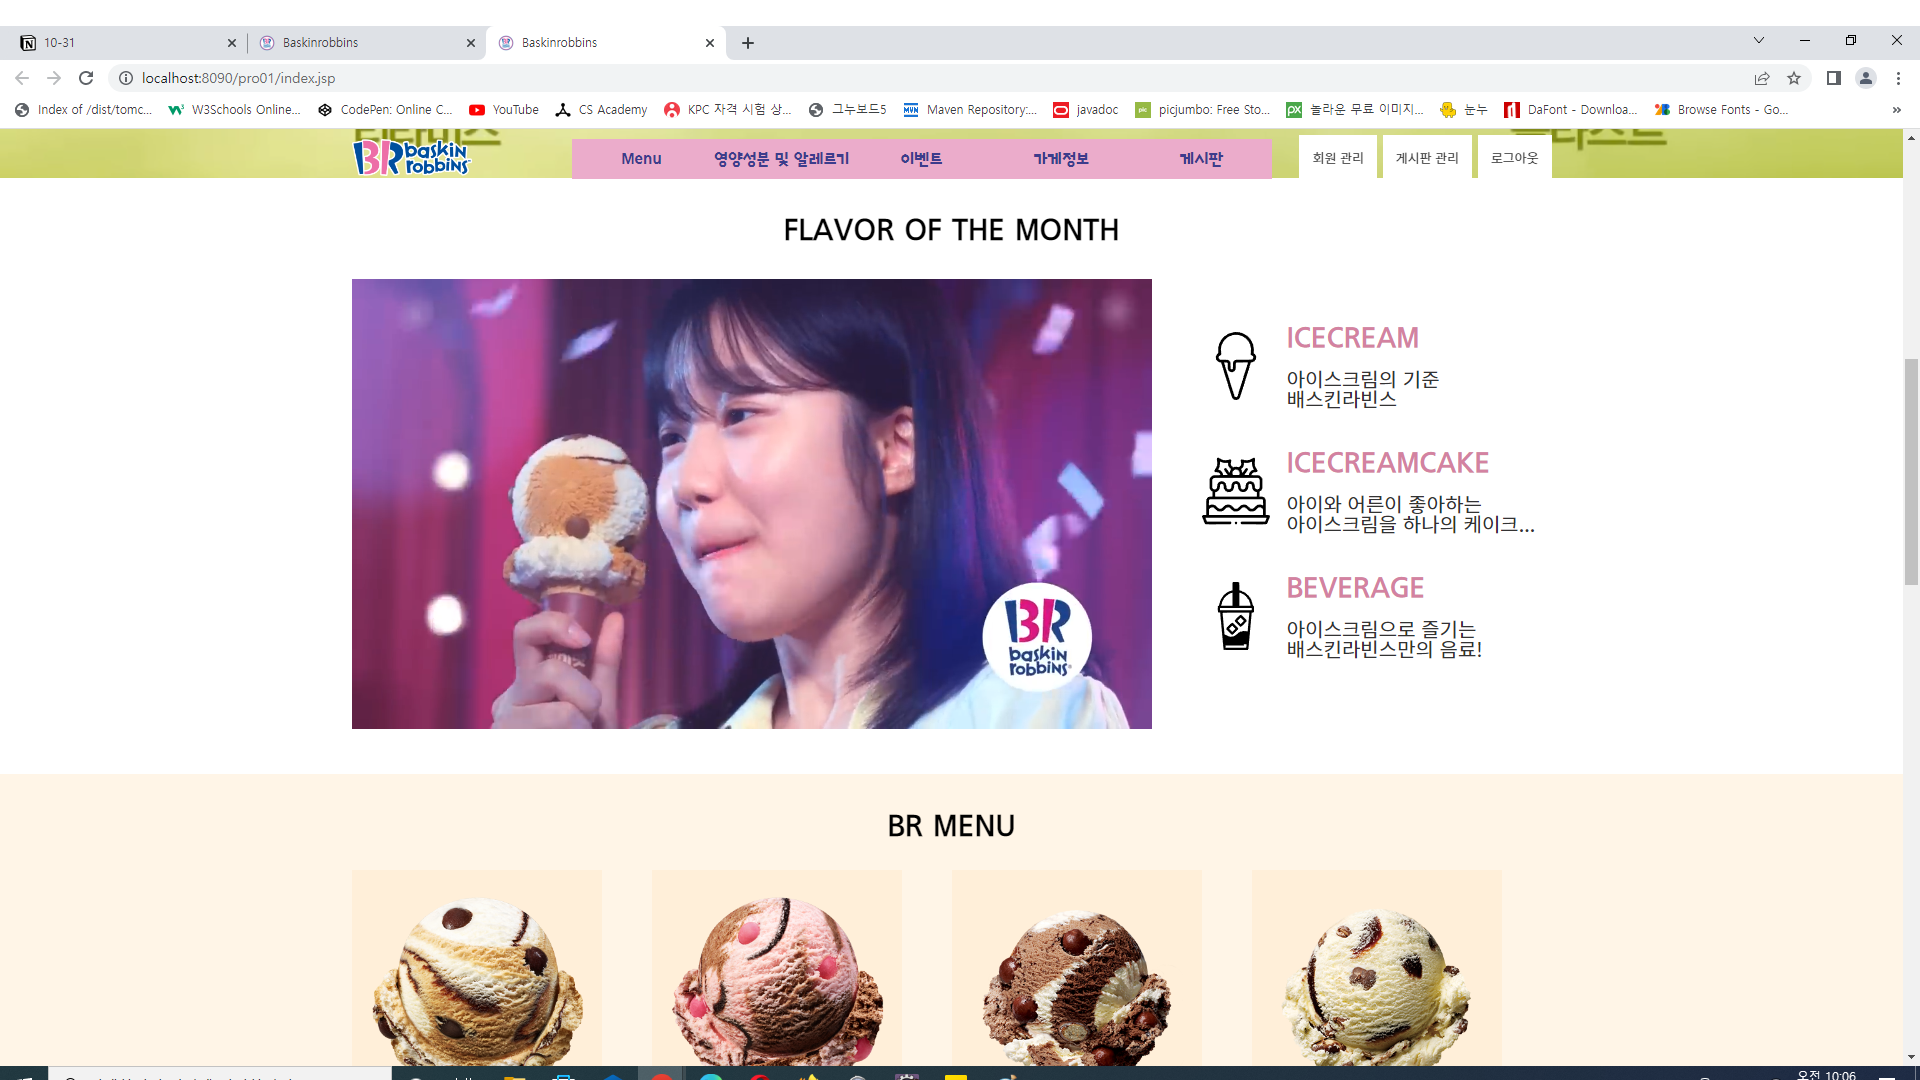 10-31
Baskinrobbins
Baskinrobbins
localhost:8090/pro01/index.jsp
Index of /dist/tomc...
W3Schools Online...
CodePen: Online C...
YouTube
CS Academy
KPC 자격 시험 상...
그누보드5
Maven Repository:...
javadoc
picjumbo: Free Sto...
놀라운 무료 이미지...
눈누
DaFont - Downloa...
Browse Fonts - Go...
»
BR baskin robbins
Menu
영양성분 및 알레르기
이벤트
가게정보
게시판
회원 관리
게시판 관리
로그아웃
FLAVOR OF THE MONTH
BR
baskin
robbins
ICECREAM
아이스크림의 기준
배스킨라빈스
ICECREAMCAKE
아이와 어른이 좋아하는
아이스크림을 하나의 케이크...
BEVERAGE
아이스크림으로 즐기는
배스킨라빈스만의 음료!
BR MENU
오전 10:06